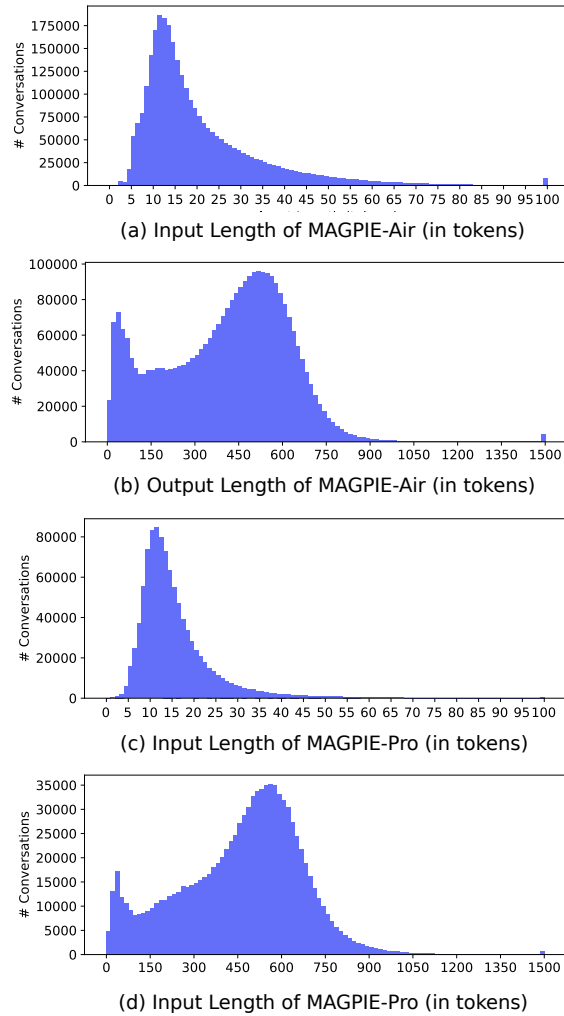 175000
150000
125000
100000
75000
50000
25000
0
# Conversations
0 5 10 15 20 25 30 35 40 45 50 55 60 65 70 75 80 85 90 95 100
(a) Input Length of MAGPIE-Air (in tokens)
100000
80000
60000
40000
20000
0
# Conversations
0 150 300 450 600 750 900 1050 1200 1350 1500
(b) Output Length of MAGPIE-Air (in tokens)
80000
60000
40000
20000
0
# Conversations
0 5 10 15 20 25 30 35 40 45 50 55 60 65 70 75 80 85 90 95 100
(c) Input Length of MAGPIE-Pro (in tokens)
35000
30000
25000
20000
15000
10000
5000
0
# Conversations
0 150 300 450 600 750 900 1050 1200 1350 1500
(d) Input Length of MAGPIE-Pro (in tokens)